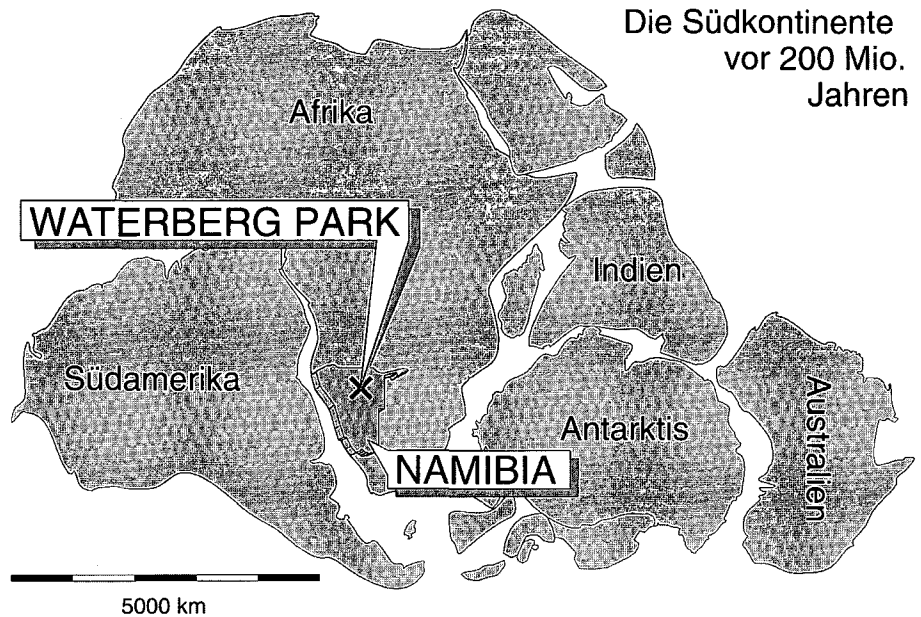 Die Südkontinente
vor 200 Mio.
Jahren
Afrika
WATERBERG PARK
Indien
Südamerika
Australien
Antarktis
NAMIBIA
5000 km